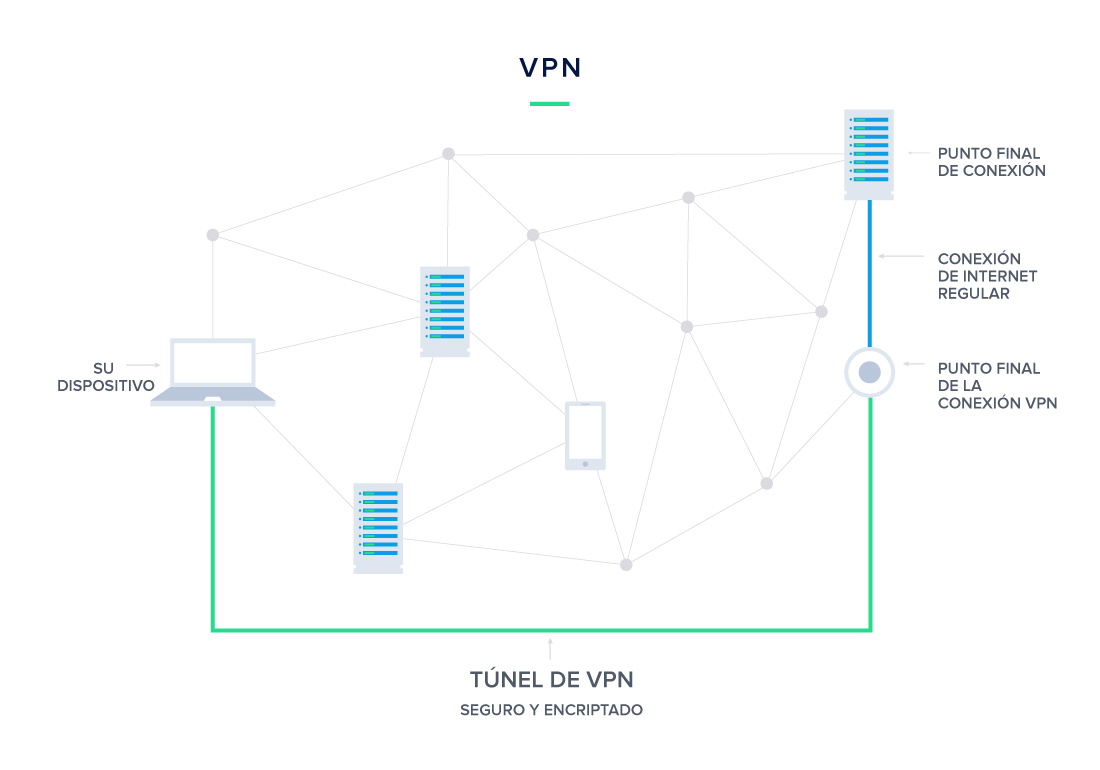 VPN
PUNTO FINAL
DE CONEXIÓN
CONEXIÓN
DE INTERNET
REGULAR
SU
DISPOSITIVO
PUNTO FINAL
DE LA
CONEXIÓN VPN
TÚNEL DE VPN
SEGURO Y ENCRIPTADO